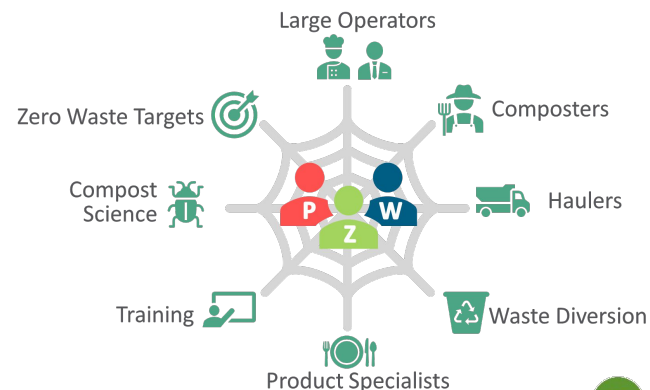 Large Operators
Zero Waste Targets
Composters
Compost
Science
P
W
Z
Haulers
Training
Waste Diversion
Product Specialists